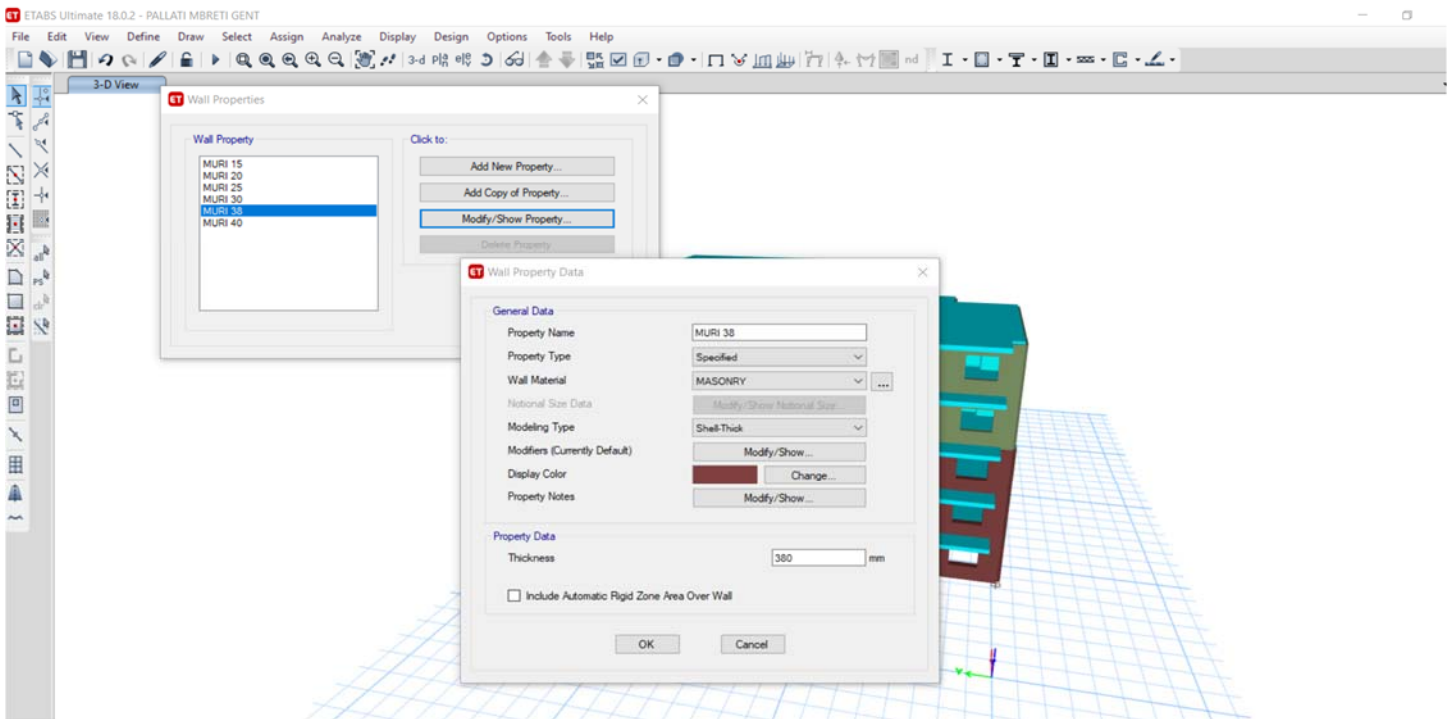 ETABS Ultimate 18.0.2 - PALLATI MBRETI GENT
File Edit View Define Draw Select Assign Analyze Display Design Options Tools Help
3-d nd
3-D View
all
PS
clr
Wall Properties
Wall Property
MURI 15
MURI 20
MURI 25
MURI 30
MURI 38
MURI 40
Click to:
Add New Property...
Add Copy of Property...
Modify/Show Property...
Delete Property
Wall Property Data
General Data
Property Name MURI 38
Property Type Specified
Wall Material MASONRY ...
Notional Size Data Modify/Show Notional Size...
Modeling Type Shell-Thick
Modifiers (Currently Default) Modify/Show...
Display Color Change...
Property Notes Modify/Show...
Property Data
Thickness 380 mm
Include Automatic Rigid Zone Area Over Wall
OK Cancel